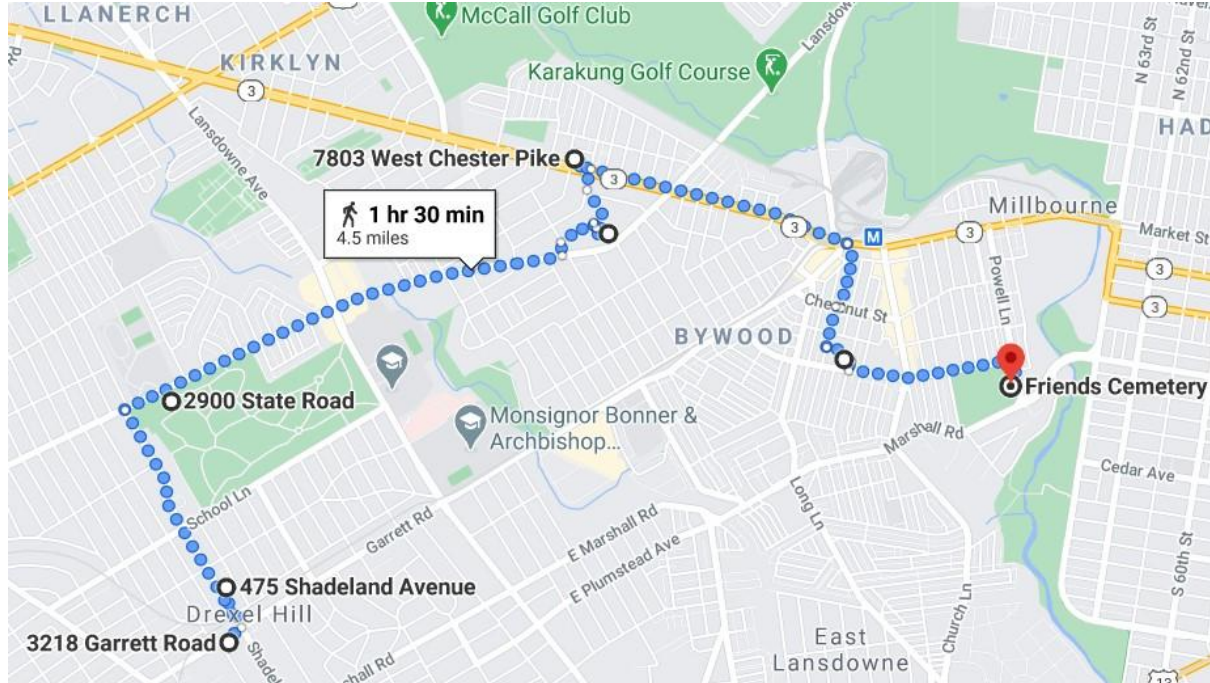 LLANERCH
McCall Golf Club
KIRKLYN
Lansdowne
Karakung Golf Course
N 63rd St
N 62nd St
HAD
3
Lansdowne Ave
7803 West Chester Pike
3
1 hr 30 min
4.5 miles
Millbourne
3
M
3
Market St
3
Powell Ln
3
Chestnut St
BYWOOD
2900 State Road
Friends Cemetery
Monsignor Bonner &
Archbishop...
Marshall Rd
Cedar Ave
School Ln
Garrett Rd
E Marshall Rd
Long Ln
E Plumstead Ave
S 60th St
475 Shadeland Avenue
Drexel Hill
3218 Garrett Road
Church Ln
East
Lansdowne
13